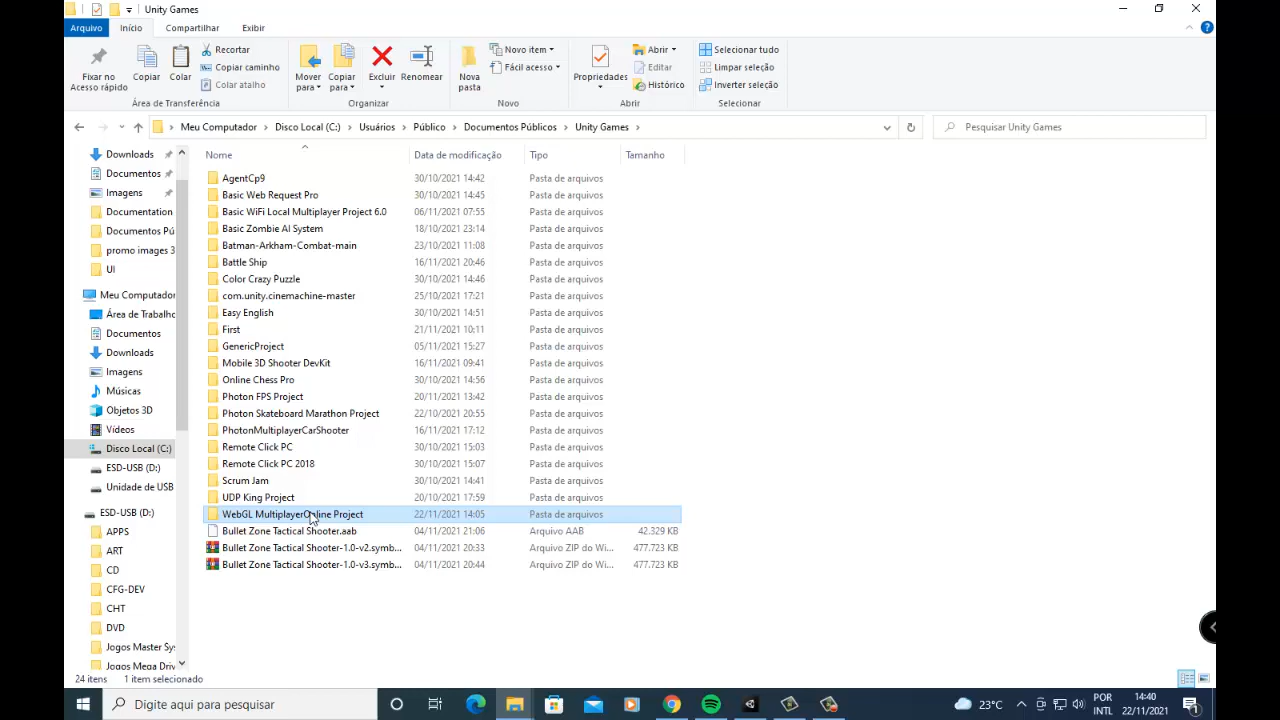 Unity Games
Arquivo Início Compartilhar Exibir
Fixar no Acesso rápido
Copiar
Colar
Recortar
Copiar caminho
Colar atalho
Área de Transferência
Mover para
Copiar para
Excluir
Renomear
Organizar
Nova pasta
Novo item
Fácil acesso
Novo
Propriedades
Abrir
Editar
Histórico
Abrir
Selecionar tudo
Limpar seleção
Inverter seleção
Selecionar
Meu Computador > Disco Local (C:) > Usuários > Público > Documentos Públicos > Unity Games >
Pesquisar Unity Games
Downloads
Documentos
Imagens
Documentation
Documentos Pú
promo images 3
UI
Meu Computador
Área de Trabalho
Documentos
Downloads
Imagens
Músicas
Objetos 3D
Vídeos
Disco Local (C:)
ESD-USB (D:)
Unidade de USB
ESD-USB (D:)
APPS
ART
CD
CFG-DEV
CHT
DVD
Jogos Master Sys
Jogos Mega Driv
Nome Data de modificação Tipo Tamanho
AgentCp9 30/10/2021 14:42 Pasta de arquivos
Basic Web Request Pro 30/10/2021 14:45 Pasta de arquivos
Basic WiFi Local Multiplayer Project 6.0 06/11/2021 07:55 Pasta de arquivos
Basic Zombie AI System 18/10/2021 23:14 Pasta de arquivos
Batman-Arkham-Combat-main 23/10/2021 11:08 Pasta de arquivos
Battle Ship 16/11/2021 20:46 Pasta de arquivos
Color Crazy Puzzle 30/10/2021 14:46 Pasta de arquivos
com.unity.cinemachine-master 25/10/2021 17:21 Pasta de arquivos
Easy English 30/10/2021 14:51 Pasta de arquivos
First 21/11/2021 10:11 Pasta de arquivos
GenericProject 05/11/2021 15:27 Pasta de arquivos
Mobile 3D Shooter DevKit 16/11/2021 09:41 Pasta de arquivos
Online Chess Pro 30/10/2021 14:56 Pasta de arquivos
Photon FPS Project 20/11/2021 13:42 Pasta de arquivos
Photon Skateboard Marathon Project 22/10/2021 20:55 Pasta de arquivos
PhotonMultiplayerCarShooter 16/11/2021 17:12 Pasta de arquivos
Remote Click PC 30/10/2021 15:03 Pasta de arquivos
Remote Click PC 2018 30/10/2021 15:07 Pasta de arquivos
Scrum Jam 30/10/2021 14:41 Pasta de arquivos
UDP King Project 20/10/2021 17:59 Pasta de arquivos
WebGL MultiplayerOnline Project 22/11/2021 14:05 Pasta de arquivos
Bullet Zone Tactical Shooter.aab 04/11/2021 21:06 Arquivo AAB 42.329 KB
Bullet Zone Tactical Shooter-1.0-v2.symb... 04/11/2021 20:33 Arquivo ZIP do Wi... 477.723 KB
Bullet Zone Tactical Shooter-1.0-v3.symb... 04/11/2021 20:44 Arquivo ZIP do Wi... 477.723 KB
24 itens 1 item selecionado
Digite aqui para pesquisar
23°C
POR
INTL
14:40
22/11/2021
1